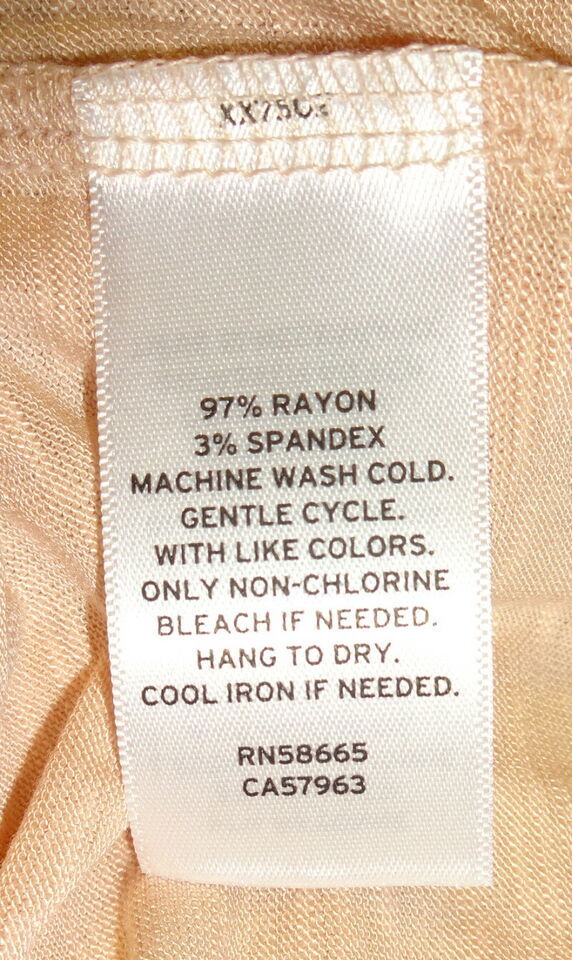 97% RAYON
3% SPANDEX
MACHINE WASH COLD.
GENTLE CYCLE.
WITH LIKE COLORS.
ONLY NON-CHLORINE
BLEACH IF NEEDED.
HANG TO DRY.
COOL IRON IF NEEDED.
RN58665
CA57963